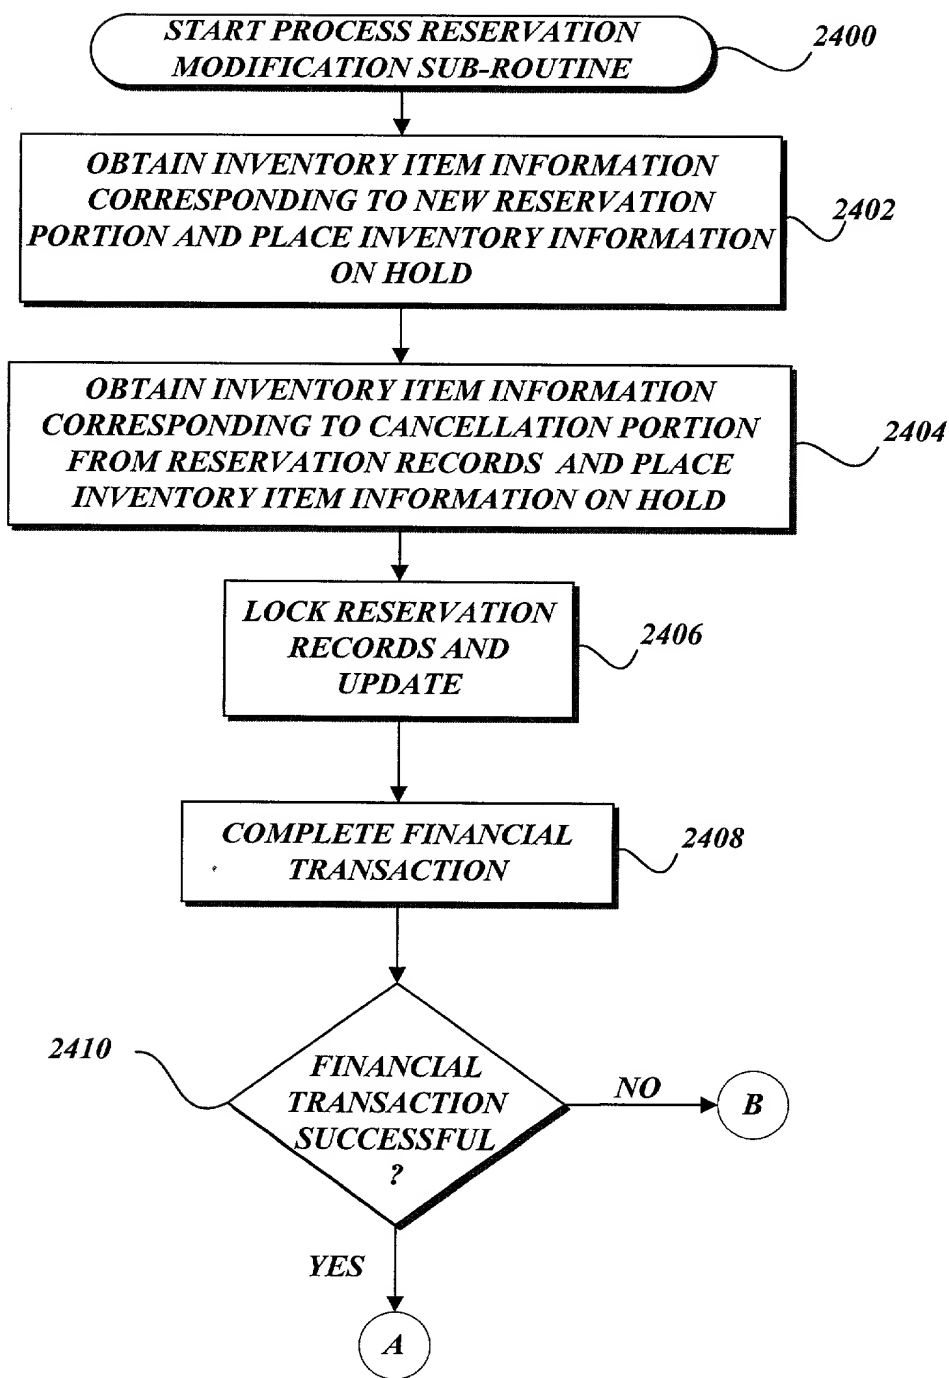 START PROCESS RESERVATION
MODIFICATION SUB-ROUTINE
2400
OBTAIN INVENTORY ITEM INFORMATION
CORRESPONDING TO NEW RESERVATION
PORTION AND PLACE INVENTORY INFORMATION
ON HOLD
2402
OBTAIN INVENTORY ITEM INFORMATION
CORRESPONDING TO CANCELLATION PORTION
FROM RESERVATION RECORDS AND PLACE
INVENTORY ITEM INFORMATION ON HOLD
2404
LOCK RESERVATION
RECORDS AND
UPDATE
2406
COMPLETE FINANCIAL
TRANSACTION
2408
2410
FINANCIAL
TRANSACTION
SUCCESSFUL
?
NO
B
YES
A